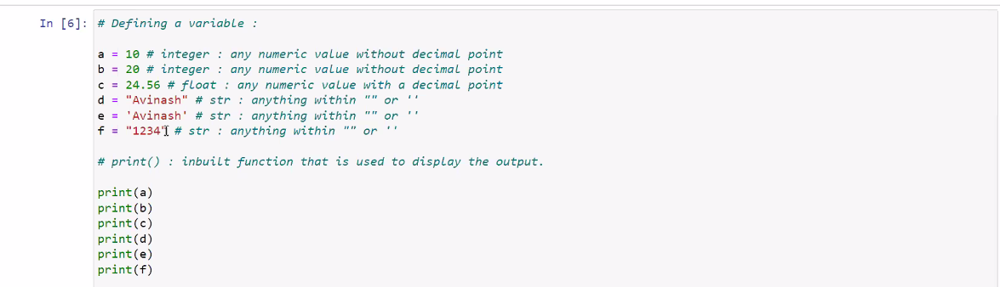 In [6]: # Defining a variable :
a = 10 # integer : any numeric value without decimal point
b = 20 # integer : any numeric value without decimal point
c = 24.56 # float : any numeric value with a decimal point
d = "Avinash" # str : anything within "" or ''
e = 'Avinash' # str : anything within "" or ''
f = "1234" # str : anything within "" or ''
# print() : inbuilt function that is used to display the output.
print(a)
print(b)
print(c)
print(d)
print(e)
print(f)